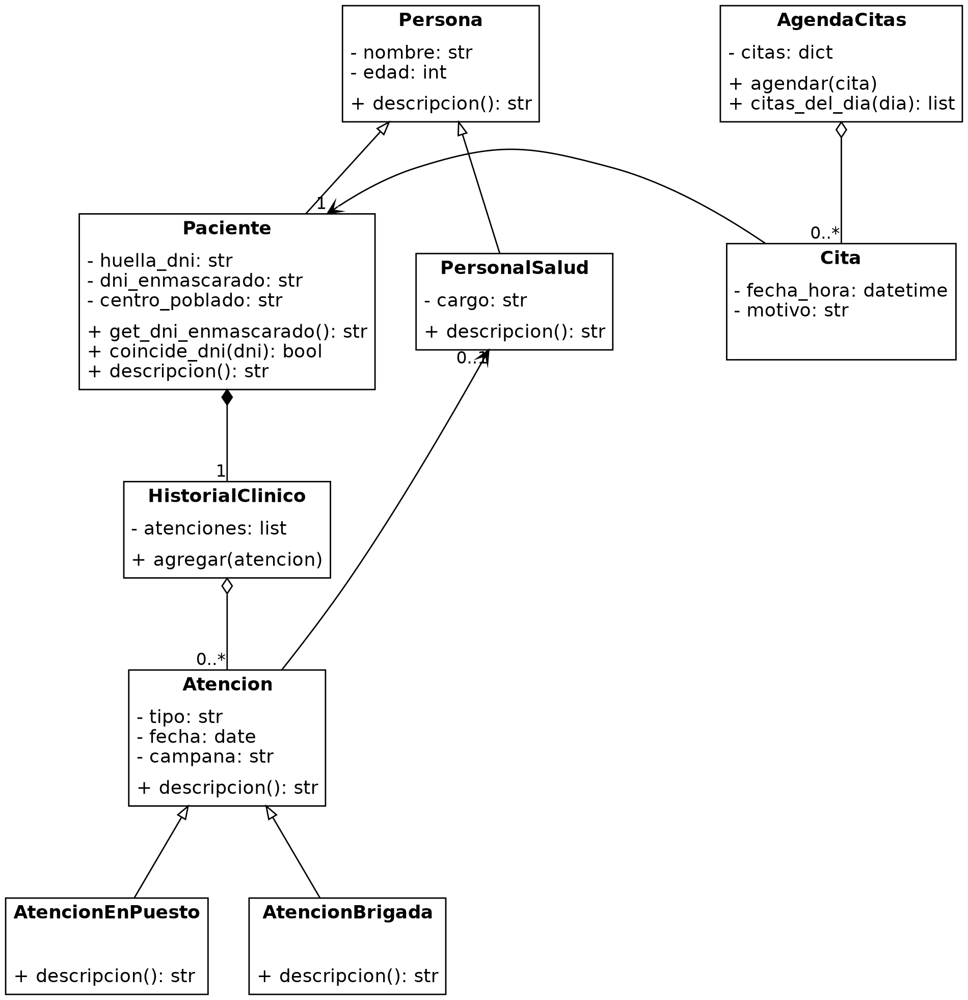 Persona
- nombre: str
- edad: int
+ descripcion(): str
AgendaCitas
- citas: dict
+ agendar(cita)
+ citas_del_dia(dia): list
1
Paciente
- huella_dni: str
- dni_enmascarado: str
- centro_poblado: str
+ get_dni_enmascarado(): str
+ coincide_dni(dni): bool
+ descripcion(): str
PersonalSalud
- cargo: str
+ descripcion(): str
0..1
0..*
Cita
- fecha_hora: datetime
- motivo: str
1
HistorialClinico
- atenciones: list
+ agregar(atencion)
0..*
Atencion
- tipo: str
- fecha: date
- campana: str
+ descripcion(): str
AtencionEnPuesto
+ descripcion(): str
AtencionBrigada
+ descripcion(): str